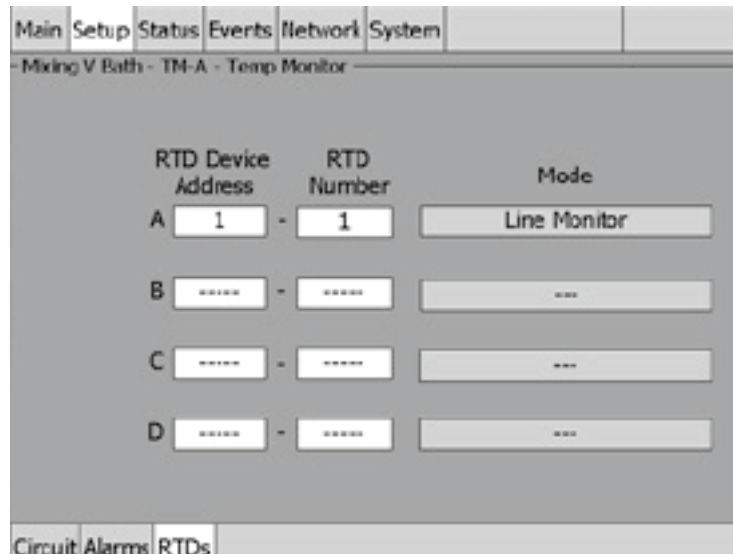 Main Setup Status Events Network System
Mixing V Bath - TM-A - Temp Monitor
RTD Device Address RTD Number Mode
A 1 - 1 Line Monitor
B ----- - ----- ---
C ----- - ----- ---
D ----- - ----- ---
Circuit Alarms RTDs